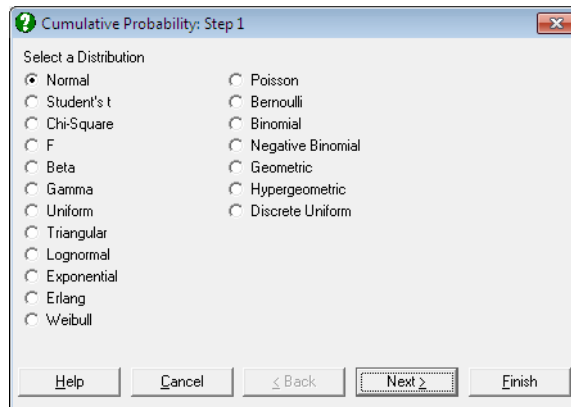 Cumulative Probability: Step 1
Select a Distribution
Normal
Student's t
Chi-Square
F
Beta
Gamma
Uniform
Triangular
Lognormal
Exponential
Erlang
Weibull
Poisson
Bernoulli
Binomial
Negative Binomial
Geometric
Hypergeometric
Discrete Uniform
Help Cancel < Back Next > Finish